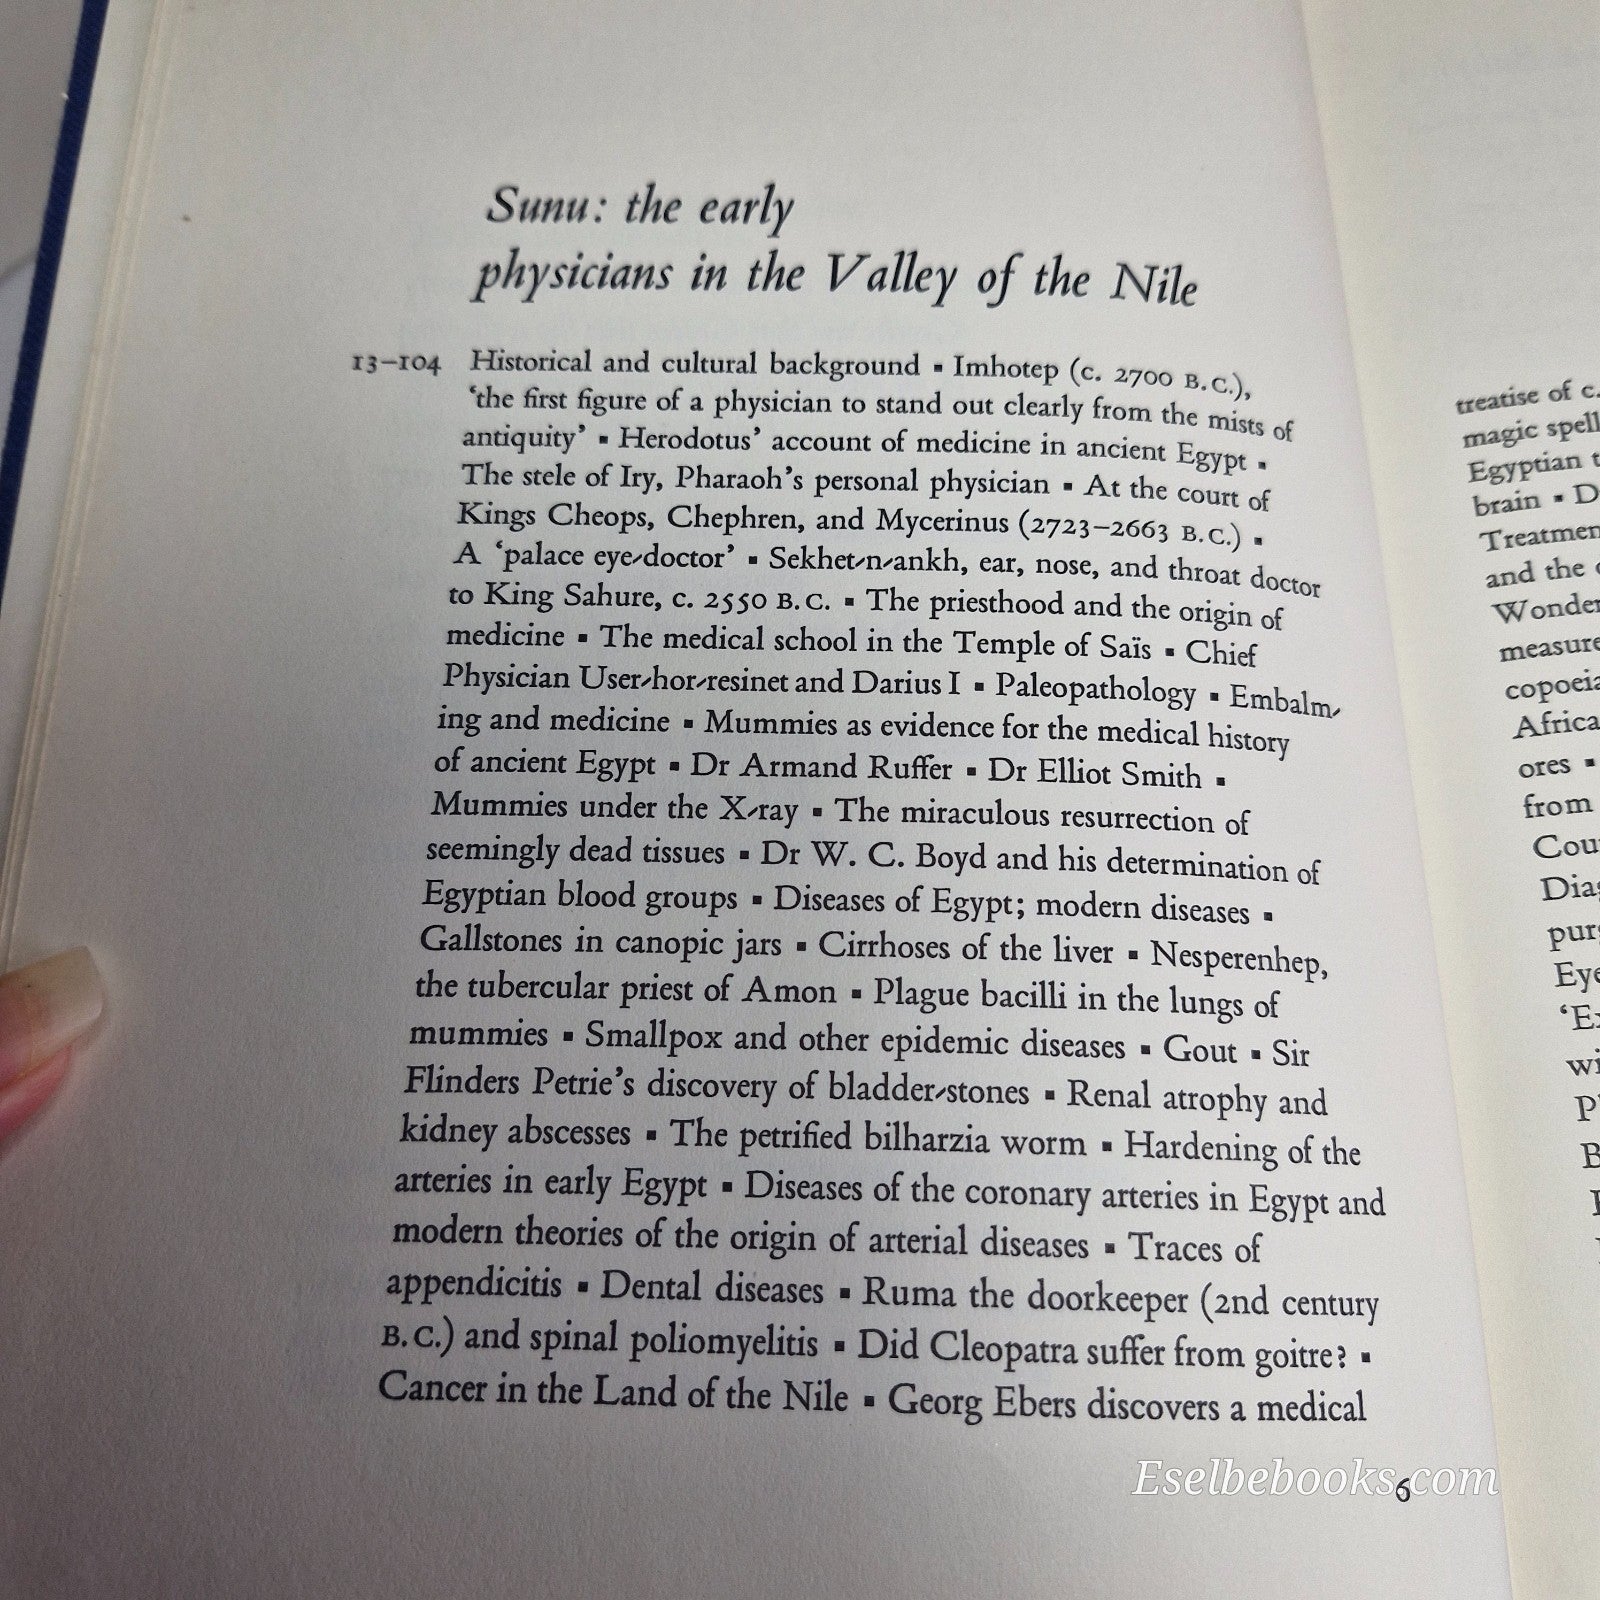 Sunu: the early
physicians in the Valley of the Nile
13–104 Historical and cultural background ▪ Imhotep (c. 2700 B.C.),
‘the first figure of a physician to stand out clearly from the mists of
antiquity’ ▪ Herodotus’ account of medicine in ancient Egypt ▪
The stele of Iry, Pharaoh’s personal physician ▪ At the court of
Kings Cheops, Chephren, and Mycerinus (2723–2663 B.C.) ▪
A ‘palace eye-doctor’ ▪ Sekhet-n-ankh, ear, nose, and throat doctor
to King Sahure, c. 2550 B.C. ▪ The priesthood and the origin of
medicine ▪ The medical school in the Temple of Saïs ▪ Chief
Physician User-hor-resinet and Darius I ▪ Paleopathology ▪ Embalm-
ing and medicine ▪ Mummies as evidence for the medical history
of ancient Egypt ▪ Dr Armand Ruffer ▪ Dr Elliot Smith ▪
Mummies under the X-ray ▪ The miraculous resurrection of
seemingly dead tissues ▪ Dr W. C. Boyd and his determination of
Egyptian blood groups ▪ Diseases of Egypt; modern diseases ▪
Gallstones in canopic jars ▪ Cirrhoses of the liver ▪ Nesperenhep,
the tubercular priest of Amon ▪ Plague bacilli in the lungs of
mummies ▪ Smallpox and other epidemic diseases ▪ Gout ▪ Sir
Flinders Petrie’s discovery of bladder-stones ▪ Renal atrophy and
kidney abscesses ▪ The petrified bilharzia worm ▪ Hardening of the
arteries in early Egypt ▪ Diseases of the coronary arteries in Egypt and
modern theories of the origin of arterial diseases ▪ Traces of
appendicitis ▪ Dental diseases ▪ Ruma the doorkeeper (2nd century
B.C.) and spinal poliomyelitis ▪ Did Cleopatra suffer from goitre? ▪
Cancer in the Land of the Nile ▪ Georg Ebers discovers a medical
6
Eselbebooks.com
treatise of c.
magic spell
Egyptian
brain ▪ D
Treatmen
and the
Wonder
measure
copoeia
Africa
ores ▪
from
Cou
Diag
purg
Eye
‘Ex
wi